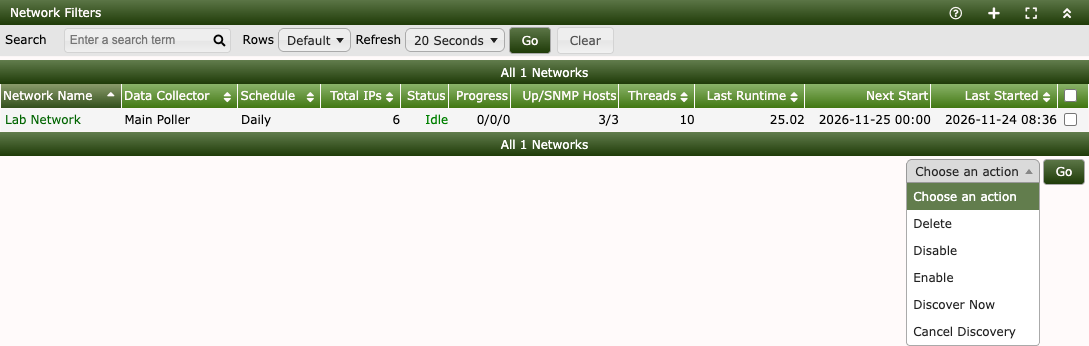 Network Filters
Search Enter a search term Rows Default Refresh 20 Seconds Go Clear
All 1 Networks
Network Name Data Collector Schedule Total IPs Status Progress Up/SNMP Hosts Threads Last Runtime Next Start Last Started
Lab Network Main Poller Daily 6 Idle 0/0/0 3/3 10 25.02 2026-11-25 00:00 2026-11-24 08:36
All 1 Networks
Choose an action Go
Choose an action
Delete
Disable
Enable
Discover Now
Cancel Discovery